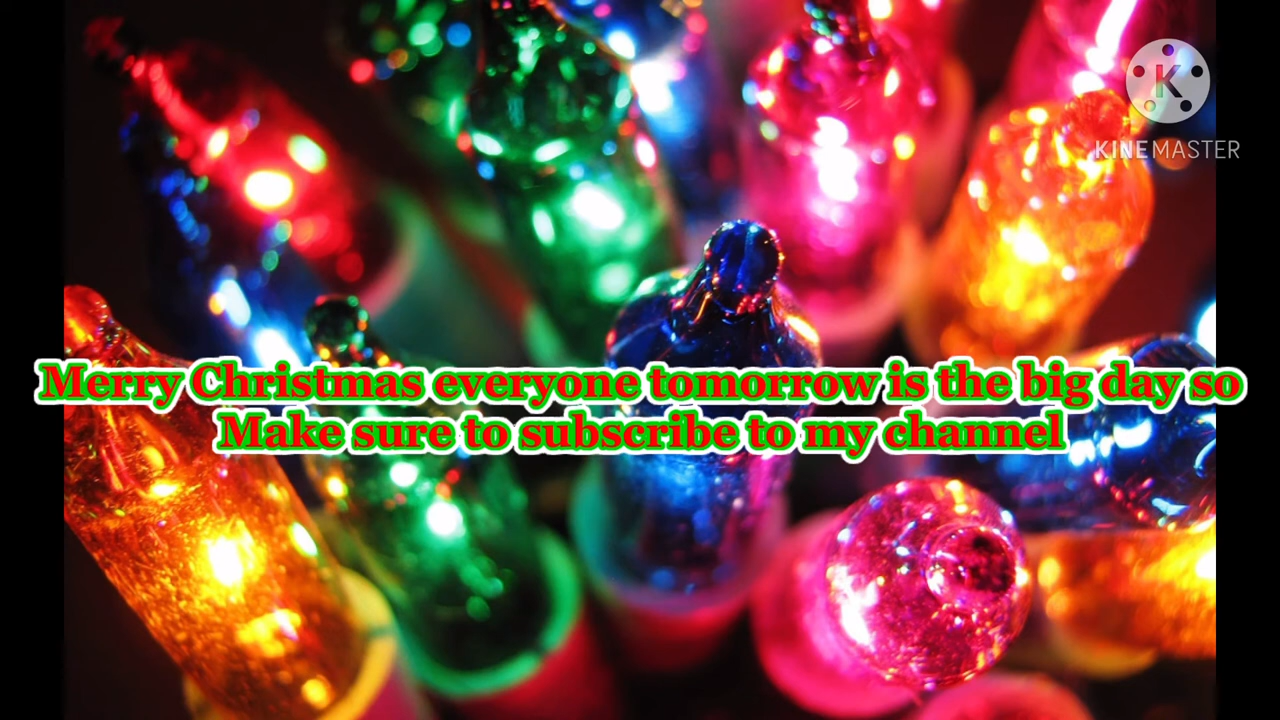 K
KINEMASTER
Merry Christmas everyone tomorrow is the big day so
Make sure to subscribe to my channel